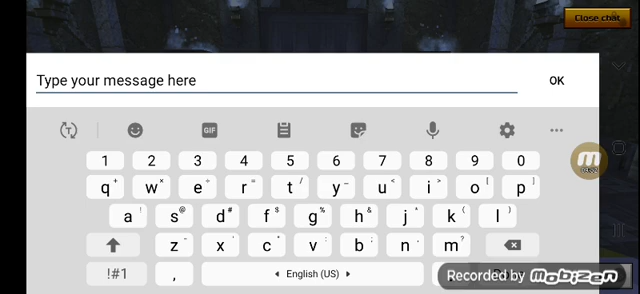 Close chat
Type your message here
OK
T
GIF
1 2 3 4 5 6 7 8 9 0
q + w × e ÷ r = t / y _ u < i > o [ p ]
a ! s @ d # f $ g % h & j * k ( l )
z - x ' c " v : b ; n , m ?
!#1 , English (US)
Recorded by mobizen